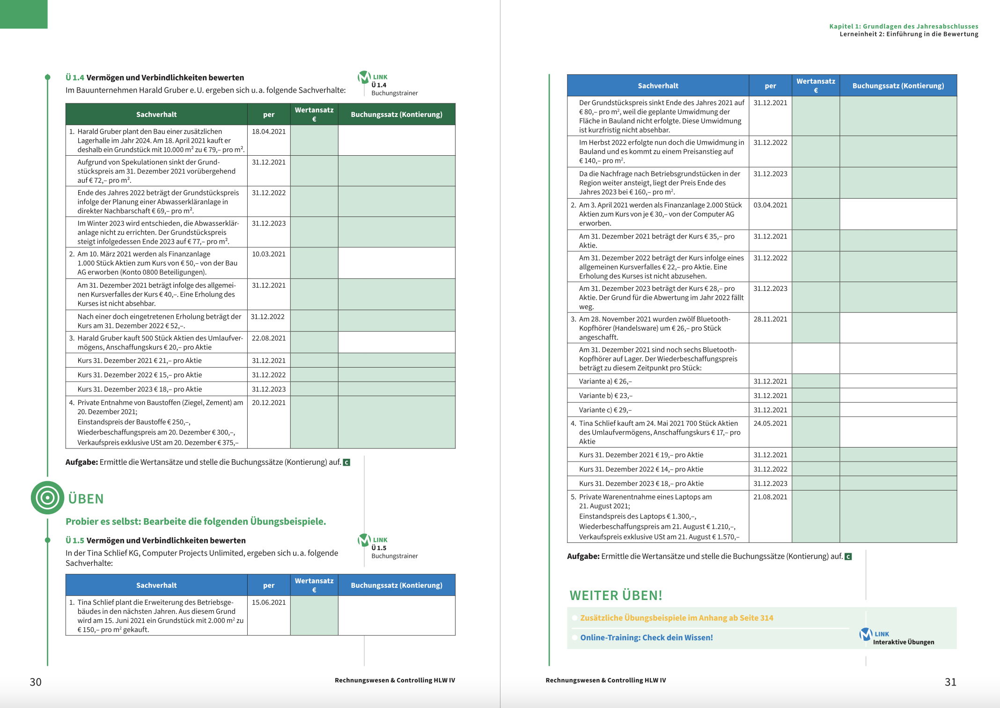 Ü 1.4 Vermögen und Verbindlichkeiten bewerten
Im Bauunternehmen Harald Gruber e. U. ergeben sich u. a. folgende Sachverhalte:
LINK
Ü 1.4
Buchungstrainer
Sachverhalt per Wertansatz € Buchungssatz (Kontierung)
1. Harald Gruber plant den Bau einer zusätzlichen 18.04.2021
Lagerhalle im Jahr 2024. Am 18. April 2021 kauft er
deshalb ein Grundstück mit 10.000 m² zu € 79,– pro m².
Aufgrund von Spekulationen sinkt der Grund- 31.12.2021
stückspreis am 31. Dezember 2021 vorübergehend
auf € 72,– pro m².
Ende des Jahres 2022 beträgt der Grundstückspreis 31.12.2022
infolge der Planung einer Abwasserkläranlage in
direkter Nachbarschaft € 69,– pro m².
Im Winter 2023 wird entschieden, die Abwasserklär- 31.12.2023
anlage nicht zu errichten. Der Grundstückspreis
steigt infolgedessen Ende 2023 auf € 77,– pro m².
2. Am 10. März 2021 werden als Finanzanlage 10.03.2021
1.000 Stück Aktien zum Kurs von € 50,– von der Bau
AG erworben (Konto 0800 Beteiligungen).
Am 31. Dezember 2021 beträgt infolge des allgemei- 31.12.2021
nen Kursverfalles der Kurs € 40,–. Eine Erholung des
Kurses ist nicht absehbar.
Nach einer doch eingetretenen Erholung beträgt der 31.12.2022
Kurs am 31. Dezember 2022 € 52,–.
3. Harald Gruber kauft 500 Stück Aktien des Umlaufver- 22.08.2021
mögens, Anschaffungskurs € 20,– pro Aktie
Kurs 31. Dezember 2021 € 21,– pro Aktie 31.12.2021
Kurs 31. Dezember 2022 € 15,– pro Aktie 31.12.2022
Kurs 31. Dezember 2023 € 18,– pro Aktie 31.12.2023
4. Private Entnahme von Baustoffen (Ziegel, Zement) am 20.12.2021
20. Dezember 2021;
Einstandspreis der Baustoffe € 250,–,
Wiederbeschaffungspreis am 20. Dezember € 300,–,
Verkaufspreis exklusive USt am 20. Dezember € 375,–
Aufgabe: Ermittle die Wertansätze und stelle die Buchungssätze (Kontierung) auf. C
ÜBEN
Probier es selbst: Bearbeite die folgenden Übungsbeispiele.
Ü 1.5 Vermögen und Verbindlichkeiten bewerten
In der Tina Schlief KG, Computer Projects Unlimited, ergeben sich u. a. folgende
Sachverhalte:
LINK
Ü 1.5
Buchungstrainer
Sachverhalt per Wertansatz € Buchungssatz (Kontierung)
1. Tina Schlief plant die Erweiterung des Betriebsge- 15.06.2021
bäudes in den nächsten Jahren. Aus diesem Grund
wird am 15. Juni 2021 ein Grundstück mit 2.000 m² zu
€ 150,– pro m² gekauft.
30
Rechnungswesen & Controlling HLW IV
Kapitel 1: Grundlagen des Jahresabschlusses
Lerneinheit 2: Einführung in die Bewertung
Sachverhalt per Wertansatz € Buchungssatz (Kontierung)
Der Grundstückspreis sinkt Ende des Jahres 2021 auf 31.12.2021
€ 80,– pro m², weil die geplante Umwidmung der
Fläche in Bauland nicht erfolgte. Diese Umwidmung
ist kurzfristig nicht absehbar.
Im Herbst 2022 erfolgte nun doch die Umwidmung in 31.12.2022
Bauland und es kommt zu einem Preisanstieg auf
€ 140,– pro m².
Da die Nachfrage nach Betriebsgrundstücken in der 31.12.2023
Region weiter ansteigt, liegt der Preis Ende des
Jahres 2023 bei € 160,– pro m².
2. Am 3. April 2021 werden als Finanzanlage 2.000 Stück 03.04.2021
Aktien zum Kurs von je € 30,– von der Computer AG
erworben.
Am 31. Dezember 2021 beträgt der Kurs € 35,– pro 31.12.2021
Aktie.
Am 31. Dezember 2022 beträgt der Kurs infolge eines 31.12.2022
allgemeinen Kursverfalles € 22,– pro Aktie. Eine
Erholung des Kurses ist nicht abzusehen.
Am 31. Dezember 2023 beträgt der Kurs € 28,– pro 31.12.2023
Aktie. Der Grund für die Abwertung im Jahr 2022 fällt
weg.
3. Am 28. November 2021 wurden zwölf Bluetooth- 28.11.2021
Kopfhörer (Handelsware) um € 26,– pro Stück
angeschafft.
Am 31. Dezember 2021 sind noch sechs Bluetooth-
Kopfhörer auf Lager. Der Wiederbeschaffungspreis
beträgt zu diesem Zeitpunkt pro Stück:
Variante a) € 26,– 31.12.2021
Variante b) € 23,– 31.12.2021
Variante c) € 29,– 31.12.2021
4. Tina Schlief kauft am 24. Mai 2021 700 Stück Aktien 24.05.2021
des Umlaufvermögens, Anschaffungskurs € 17,– pro
Aktie
Kurs 31. Dezember 2021 € 19,– pro Aktie 31.12.2021
Kurs 31. Dezember 2022 € 14,– pro Aktie 31.12.2022
Kurs 31. Dezember 2023 € 18,– pro Aktie 31.12.2023
5. Private Warenentnahme eines Laptops am 21.08.2021
21. August 2021;
Einstandspreis des Laptops € 1.300,–,
Wiederbeschaffungspreis am 21. August € 1.210,–,
Verkaufspreis exklusive USt am 21. August € 1.570,–
Aufgabe: Ermittle die Wertansätze und stelle die Buchungssätze (Kontierung) auf. C
WEITER ÜBEN!
Zusätzliche Übungsbeispiele im Anhang ab Seite 314
Online-Training: Check dein Wissen!
LINK
Interaktive Übungen
Rechnungswesen & Controlling HLW IV
31